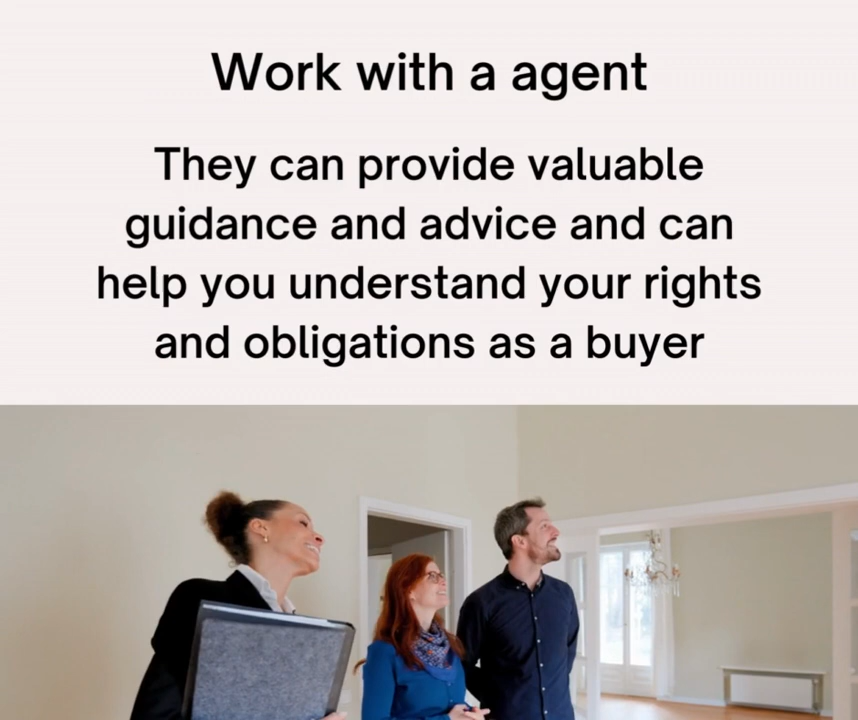 Work with a agent
They can provide valuable
guidance and advice and can
help you understand your rights
and obligations as a buyer